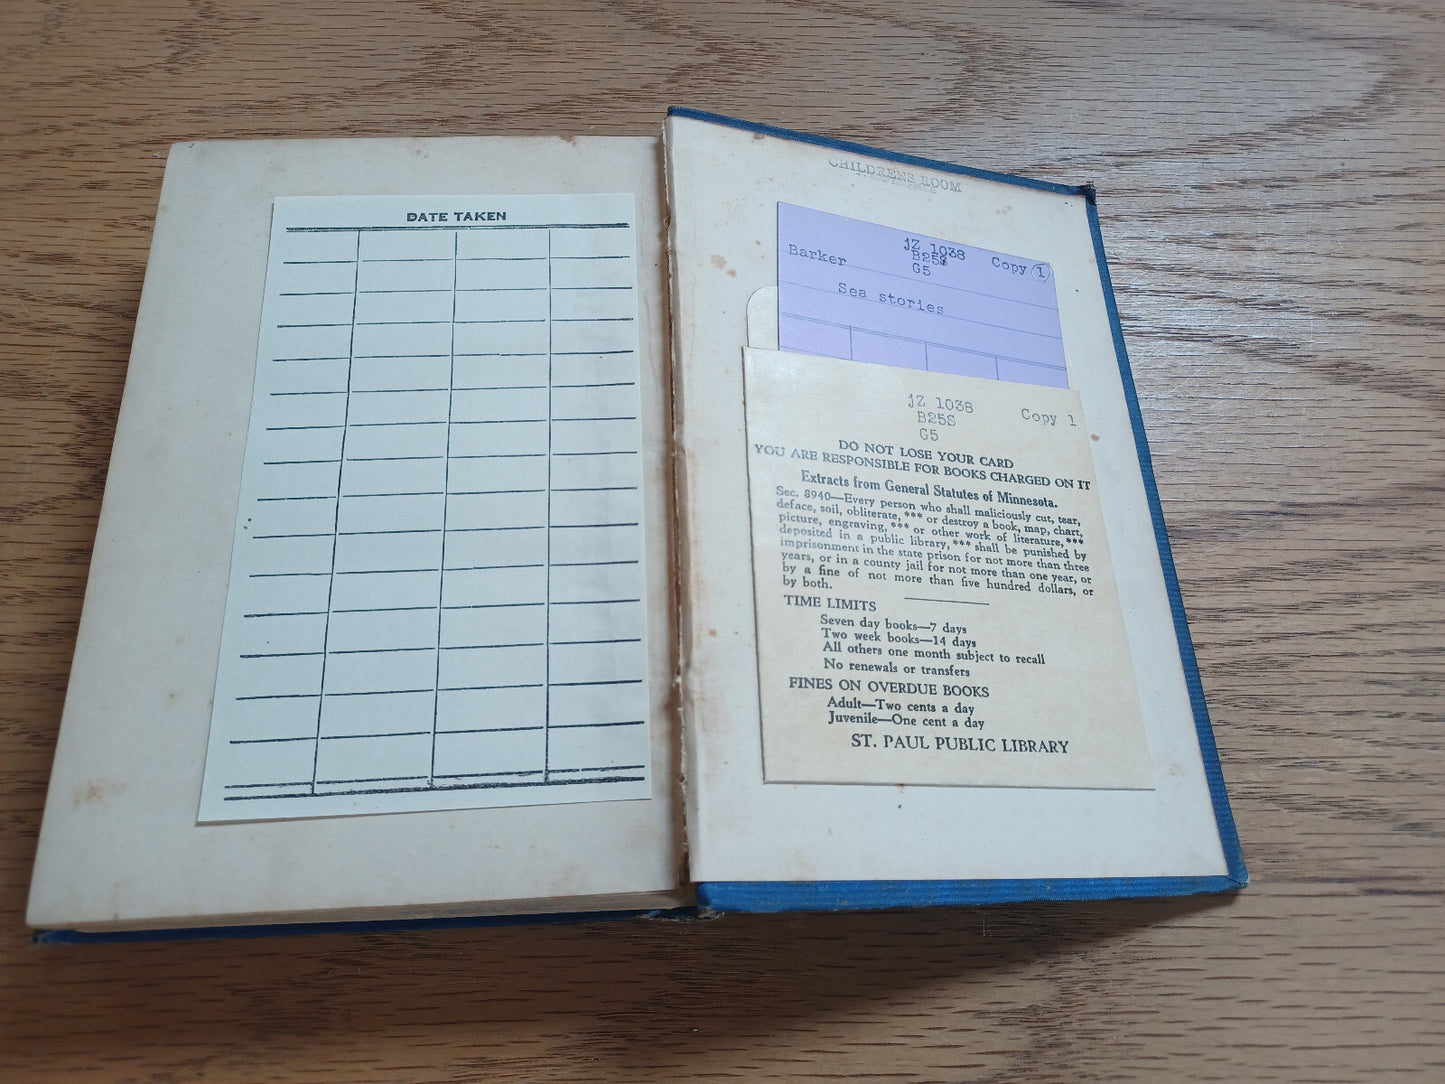 DATE TAKEN
CHILDRENS ROOM
jZ 1038
Barker B25S Copy 1
G5
Sea stories
jZ 1038 Copy 1
B25S
G5
DO NOT LOSE YOUR CARD
YOU ARE RESPONSIBLE FOR BOOKS CHARGED ON IT
Extracts from General Statutes of Minnesota.
Sec. 8940—Every person who shall maliciously cut, tear,
deface, soil, obliterate, *** or destroy a book, map, chart,
picture, engraving, *** or other work of literature, ***
deposited in a public library, *** shall be punished by
imprisonment in the state prison for not more than three
years, or in a county jail for not more than one year, or
by a fine of not more than five hundred dollars, or
by both.
TIME LIMITS
Seven day books—7 days
Two week books—14 days
All others one month subject to recall
No renewals or transfers
FINES ON OVERDUE BOOKS
Adult—Two cents a day
Juvenile—One cent a day
ST. PAUL PUBLIC LIBRARY